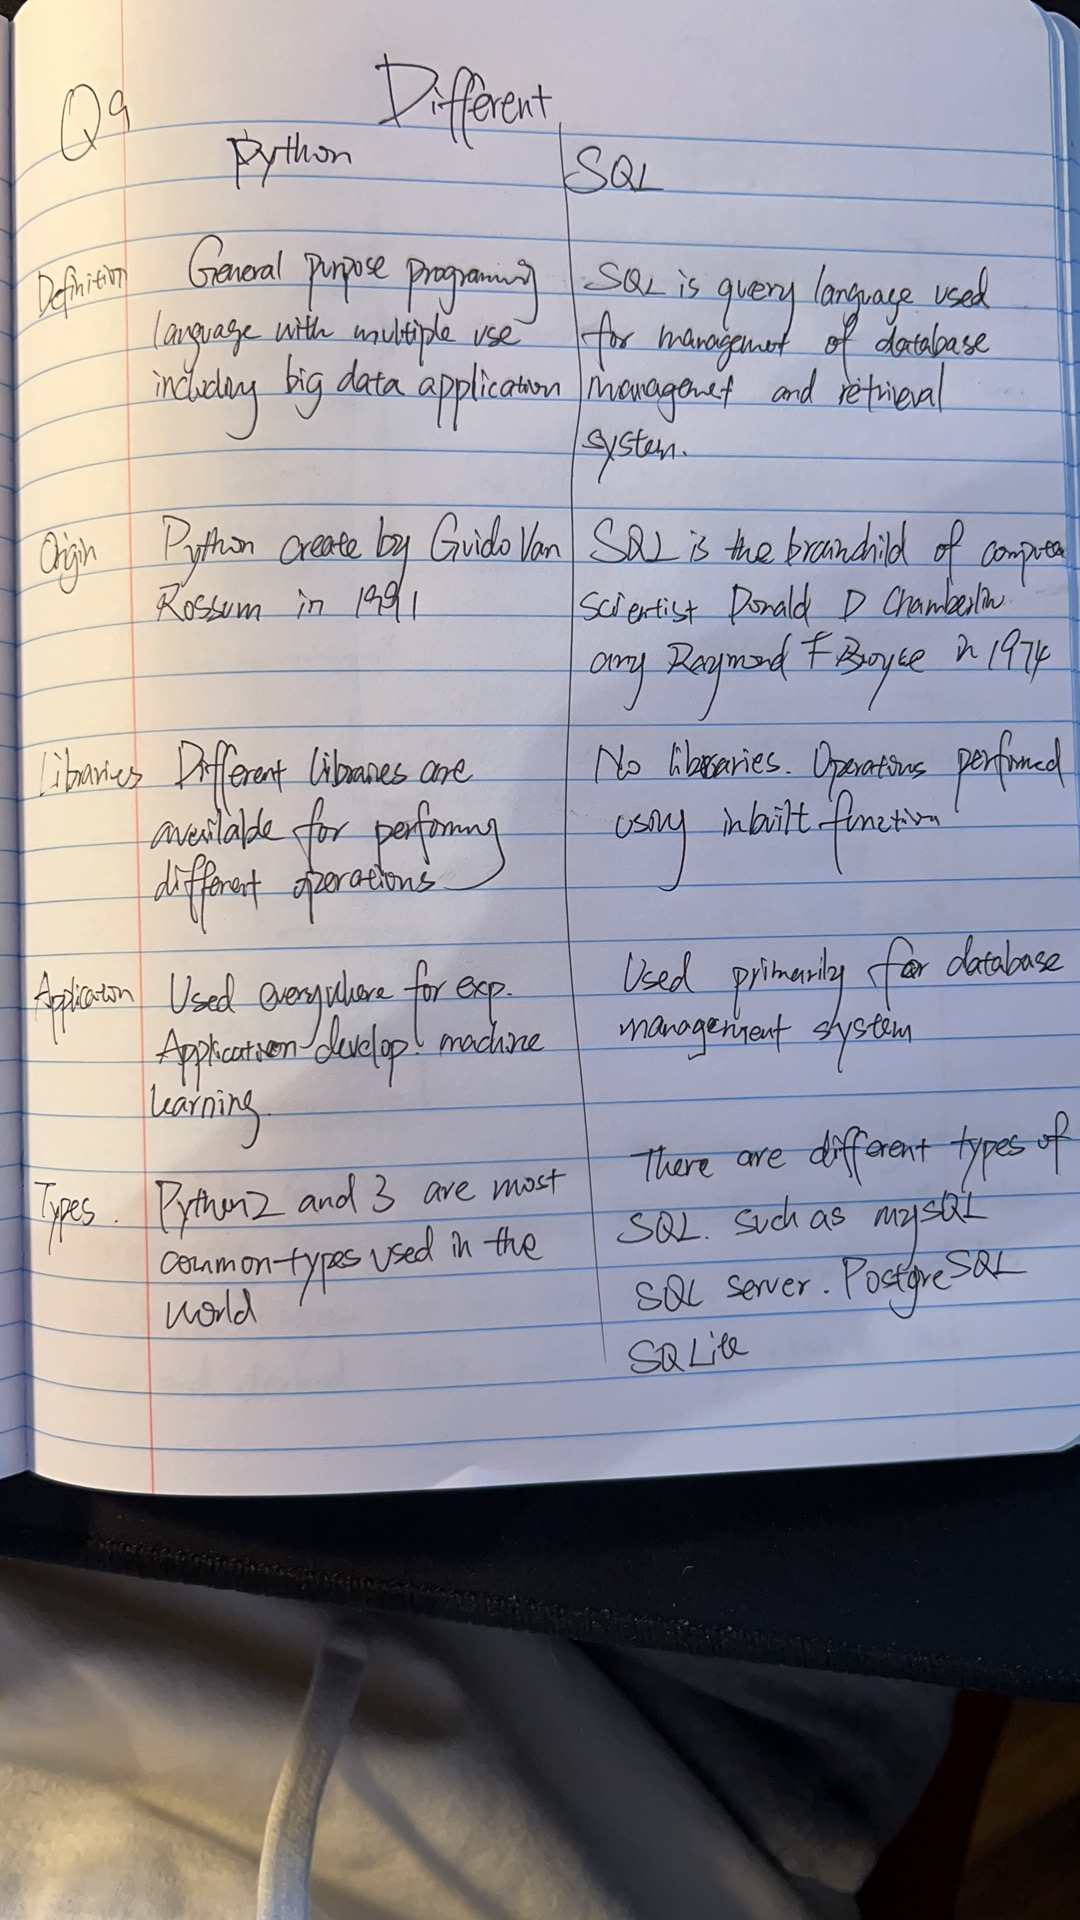 Q9
Different
Python
SQL
Definition
General purpose programing
language with multiple use
including big data application
SQL is query language used
for management of database
managemet and retrieval
system.
Origin
Python create by Guido Van
Rossum in 1991
SQL is the brainchild of computer
scientist Donald D Chamberlin
any Raymond F Broyce in 1974
Libraries
Different libraries are
available for performing
different operations
No libraries. Operations performed
using inbuilt function
Application
Used everywhere for exp.
Application develop. machine
learning.
Used primarily for database
management system
Types.
Python2 and 3 are most
common types used in the
world
There are different types of
SQL. such as mySQL
SQL server. PostgreSQL
SQLite